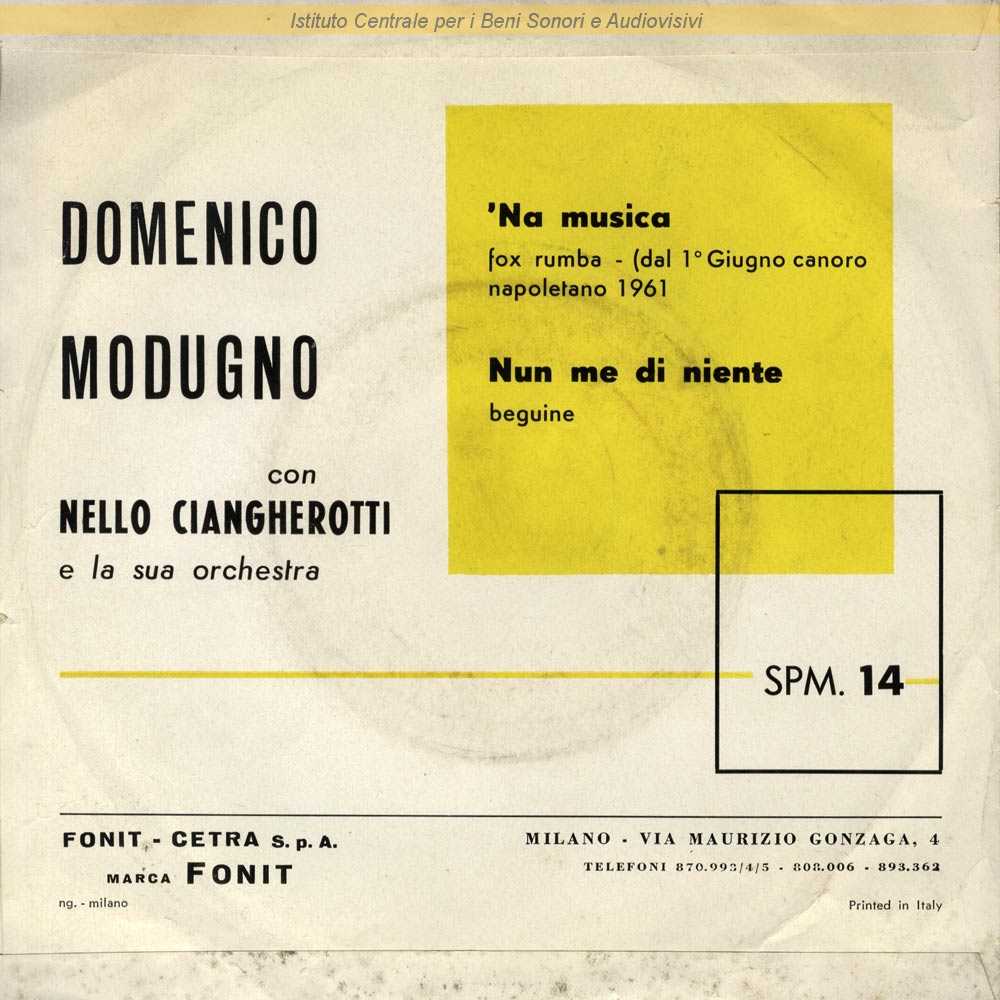 Istituto Centrale per i Beni Sonori e Audiovisivi
DOMENICO
MODUGNO
con
NELLO CIANGHEROTTI
e la sua orchestra
'Na musica
fox rumba - (dal 1° Giugno canoro
napoletano 1961
Nun me di niente
beguine
SPM. 14
FONIT - CETRA S.p.A.
MARCA FONIT
ng. - milano
MILANO - VIA MAURIZIO GONZAGA, 4
TELEFONI 870.993/4/5 - 808.006 - 893.362
Printed in Italy